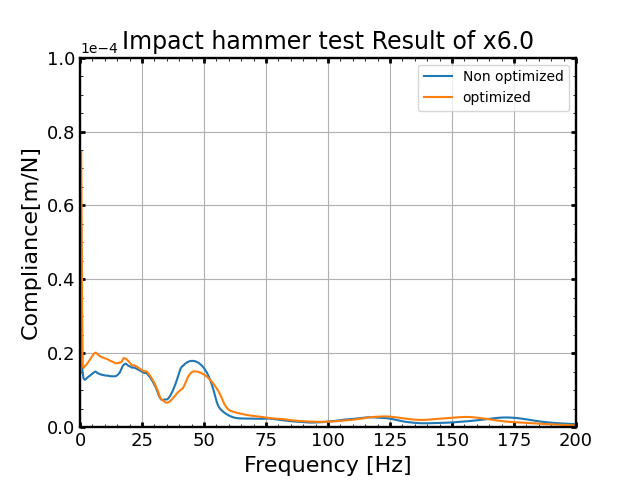 Impact hammer test Result of x6.0
1e−4
1.0
0.8
0.6
0.4
0.2
0.0
Compliance[m/N]
Non optimized
optimized
0 25 50 75 100 125 150 175 200
Frequency [Hz]